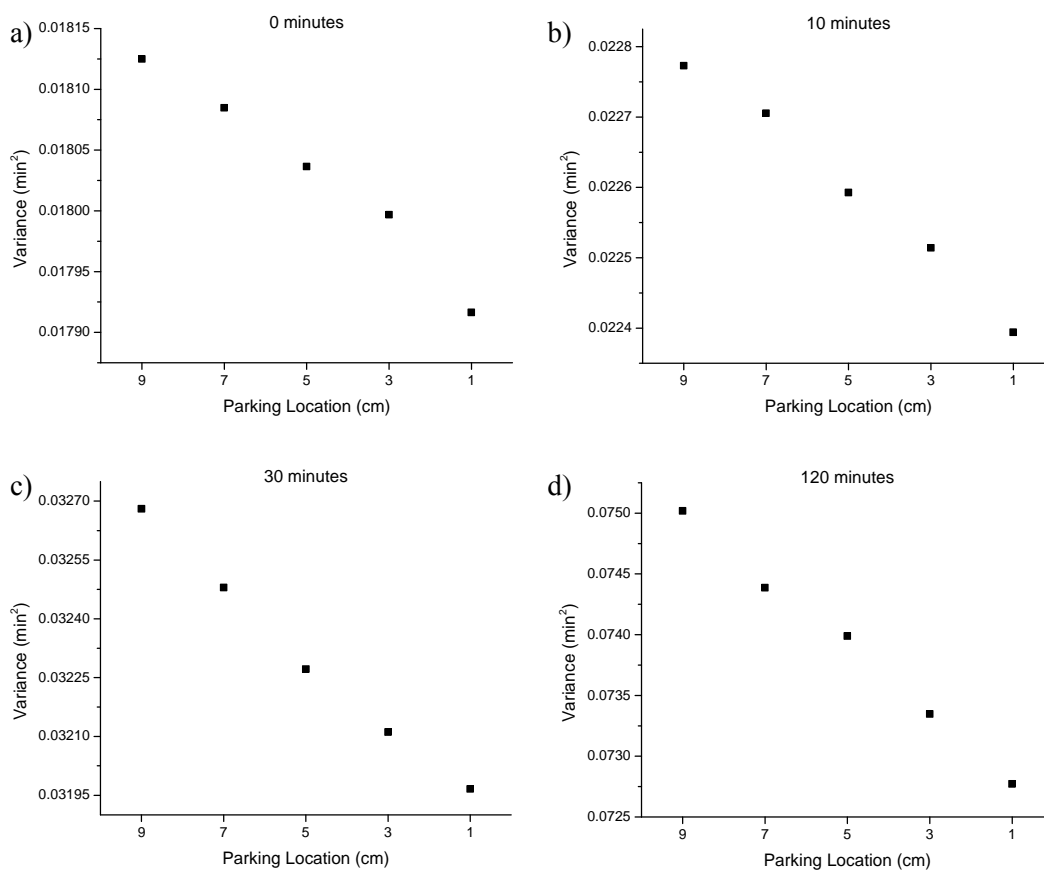 a)
0 minutes
0.01815
0.01810
0.01805
0.01800
0.01795
0.01790
Variance (min²)
9 7 5 3 1
Parking Location (cm)
b)
10 minutes
0.0228
0.0227
0.0226
0.0225
0.0224
Variance (min²)
9 7 5 3 1
Parking Location (cm)
c)
30 minutes
0.03270
0.03255
0.03240
0.03225
0.03210
0.03195
Variance (min²)
9 7 5 3 1
Parking Location (cm)
d)
120 minutes
0.0750
0.0745
0.0740
0.0735
0.0730
0.0725
Variance (min²)
9 7 5 3 1
Parking Location (cm)